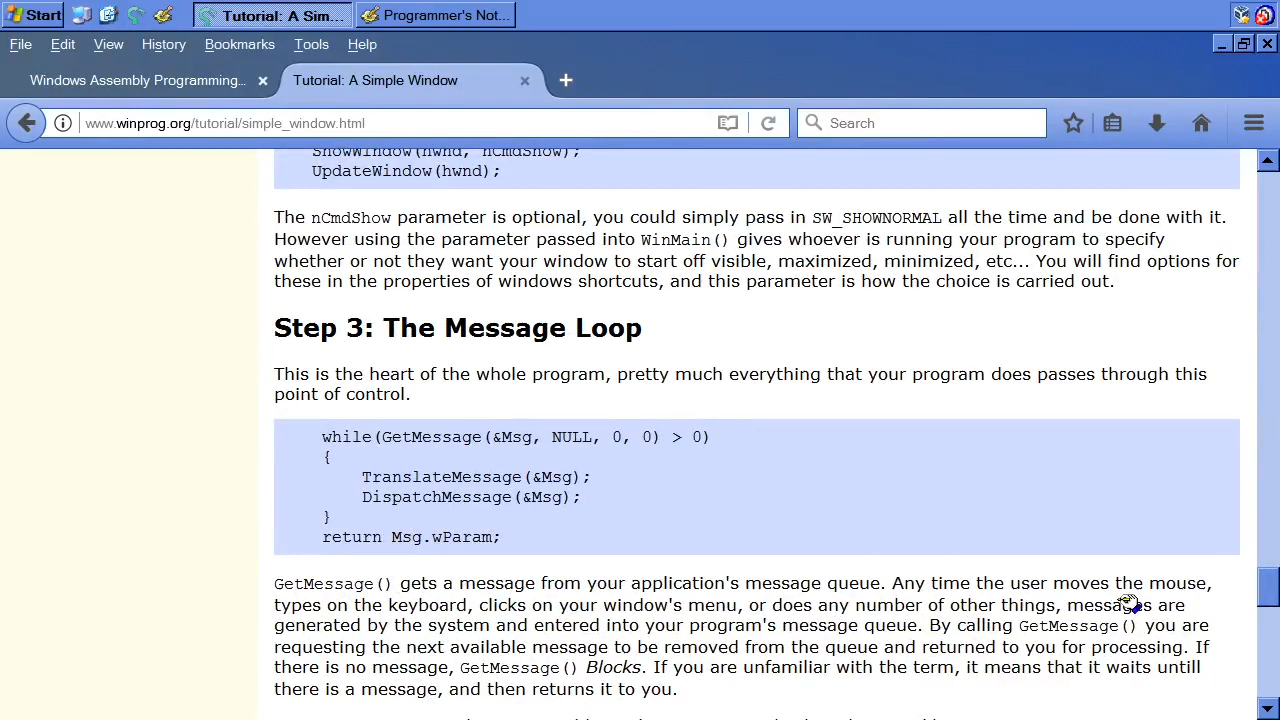 Start
Tutorial: A Sim...
Programmer's Not...
File Edit View History Bookmarks Tools Help
Windows Assembly Programming...
Tutorial: A Simple Window
www.winprog.org/tutorial/simple_window.html
Search
ShowWindow(hwnd, nCmdShow);
UpdateWindow(hwnd);
The nCmdShow parameter is optional, you could simply pass in SW_SHOWNORMAL all the time and be done with it.
However using the parameter passed into WinMain() gives whoever is running your program to specify
whether or not they want your window to start off visible, maximized, minimized, etc... You will find options for
these in the properties of windows shortcuts, and this parameter is how the choice is carried out.
Step 3: The Message Loop
This is the heart of the whole program, pretty much everything that your program does passes through this
point of control.
while(GetMessage(&Msg, NULL, 0, 0) > 0)
{
TranslateMessage(&Msg);
DispatchMessage(&Msg);
}
return Msg.wParam;
GetMessage() gets a message from your application's message queue. Any time the user moves the mouse,
types on the keyboard, clicks on your window's menu, or does any number of other things, messages are
generated by the system and entered into your program's message queue. By calling GetMessage() you are
requesting the next available message to be removed from the queue and returned to you for processing. If
there is no message, GetMessage() Blocks. If you are unfamiliar with the term, it means that it waits untill
there is a message, and then returns it to you.